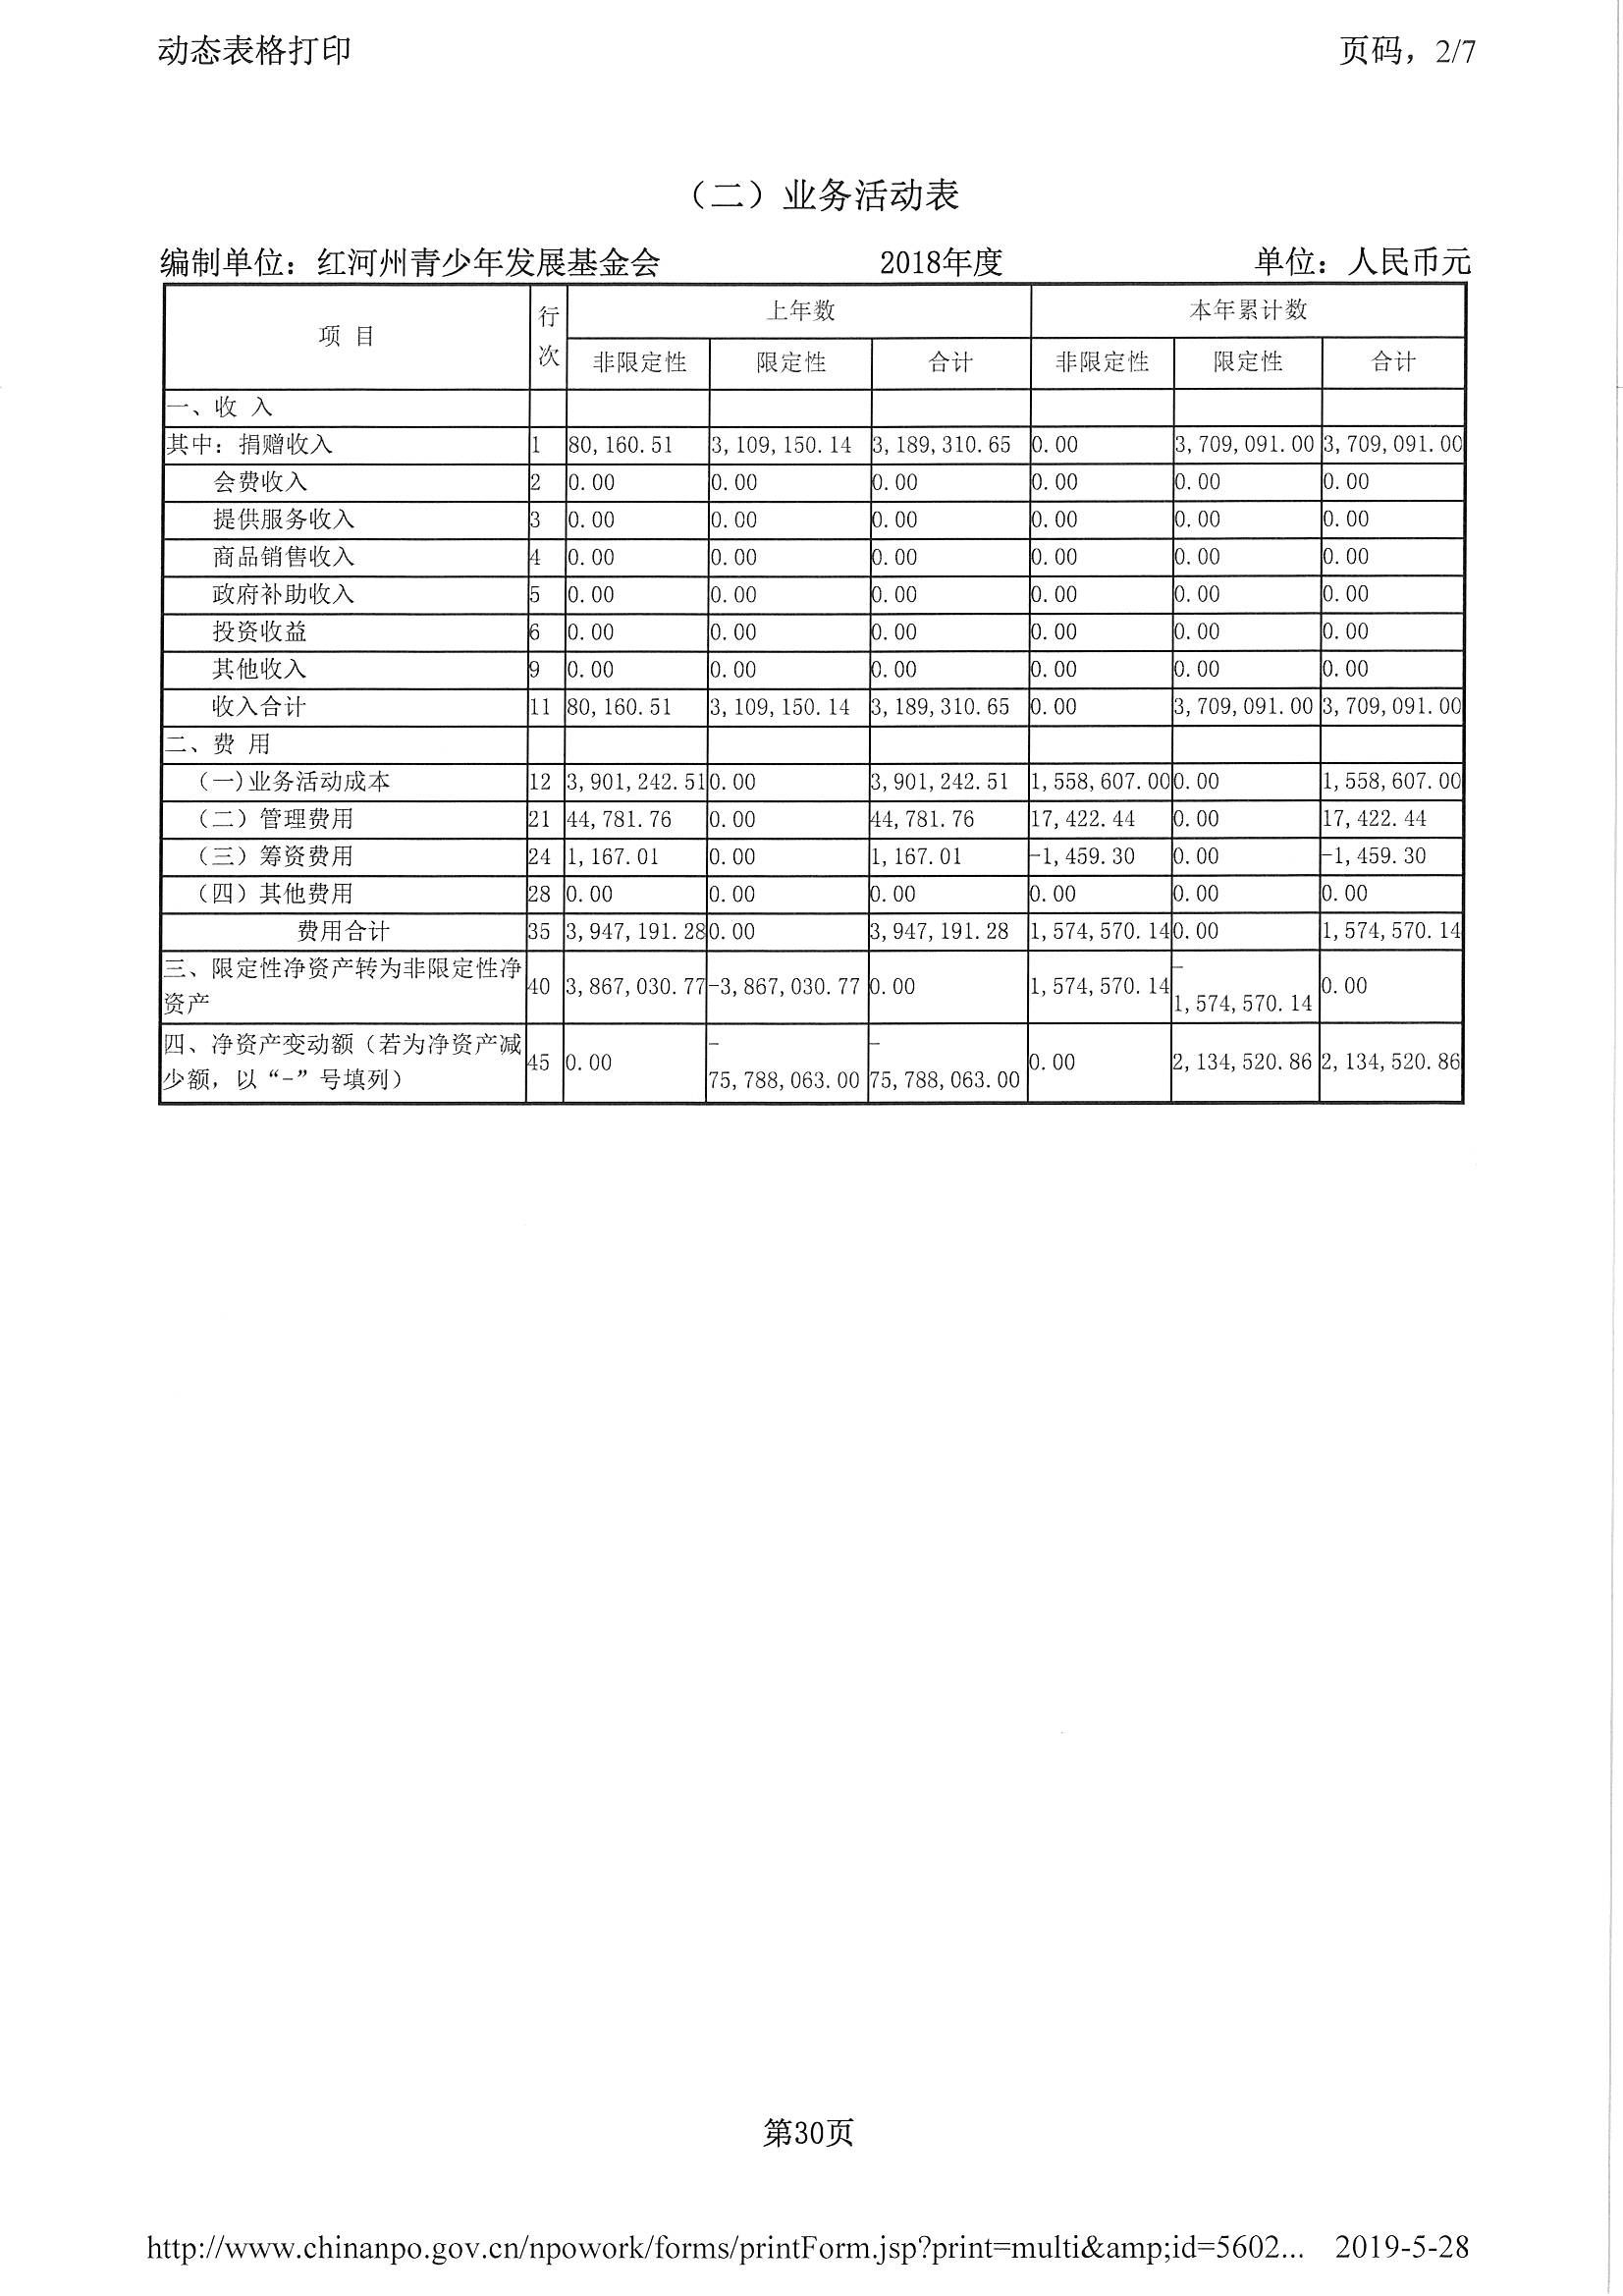 动态表格打印 页码，2/7
（二）业务活动表
编制单位：红河州青少年发展基金会 2018年度 单位：人民币元
项 目 行次 上年数 本年累计数
非限定性 限定性 合计 非限定性 限定性 合计
一、收 入
其中：捐赠收入 1 80,160.51 3,109,150.14 3,189,310.65 0.00 3,709,091.00 3,709,091.00
会费收入 2 0.00 0.00 0.00 0.00 0.00 0.00
提供服务收入 3 0.00 0.00 0.00 0.00 0.00 0.00
商品销售收入 4 0.00 0.00 0.00 0.00 0.00 0.00
政府补助收入 5 0.00 0.00 0.00 0.00 0.00 0.00
投资收益 6 0.00 0.00 0.00 0.00 0.00 0.00
其他收入 9 0.00 0.00 0.00 0.00 0.00 0.00
收入合计 11 80,160.51 3,109,150.14 3,189,310.65 0.00 3,709,091.00 3,709,091.00
二、费 用
（一)业务活动成本 12 3,901,242.51 0.00 3,901,242.51 1,558,607.00 0.00 1,558,607.00
（二）管理费用 21 44,781.76 0.00 44,781.76 17,422.44 0.00 17,422.44
（三）筹资费用 24 1,167.01 0.00 1,167.01 -1,459.30 0.00 -1,459.30
（四）其他费用 28 0.00 0.00 0.00 0.00 0.00 0.00
费用合计 35 3,947,191.28 0.00 3,947,191.28 1,574,570.14 0.00 1,574,570.14
三、限定性净资产转为非限定性净资产 40 3,867,030.77 -3,867,030.77 0.00 1,574,570.14 -1,574,570.14 0.00
四、净资产变动额（若为净资产减少额，以“-”号填列） 45 0.00 -75,788,063.00 -75,788,063.00 0.00 2,134,520.86 2,134,520.86
第30页
http://www.chinanpo.gov.cn/npowork/forms/printForm.jsp?print=multi&amp;id=5602... 2019-5-28